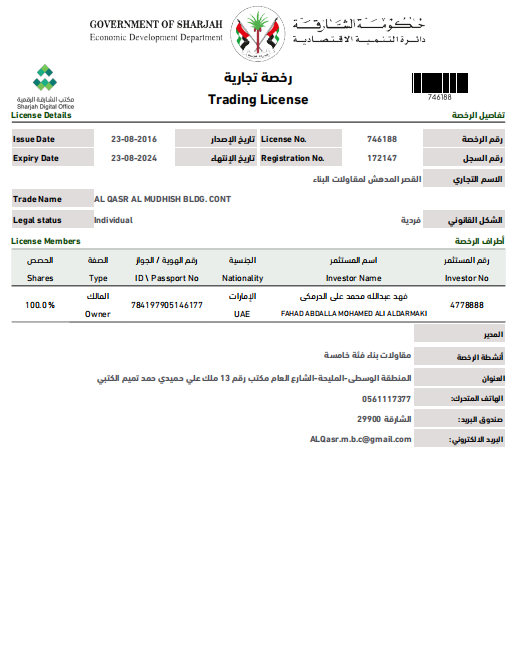 GOVERNMENT OF SHARJAH
Economic Development Department
حكومة الشارقة
دائرة التنمية الاقتصادية
مكتب الشارقة الرقمية
Sharjah Digital Office
رخصة تجارية
Trading License
746188
License Details تفاصيل الرخصة
Issue Date 23-08-2016 تاريخ الإصدار License No. 746188 رقم الرخصة
Expiry Date 23-08-2024 تاريخ الإنتهاء Registration No. 172147 رقم السجل
القصر المدهش لمقاولات البناء الاسم التجاري
Trade Name AL QASR AL MUDHISH BLDG. CONT
Legal status Individual فردية الشكل القانوني
License Members أطراف الرخصة
الحصص الصفة رقم الهوية / الجواز الجنسية اسم المستثمر رقم المستثمر
Shares Type ID \ Passport No Nationality Investor Name Investor No
المالك الإمارات فهد عبدالله محمد على الدرمكى
100.0% 784197905146177 4778888
Owner UAE FAHAD ABDALLA MOHAMED ALI ALDARMAKI
المدير
أنشطة الرخصة مقاولات بناء فئة خامسة
العنوان المنطقة الوسطى-المليحة-الشارع العام مكتب رقم 13 ملك علي حميدي حمد تميم الكتبي
الهاتف المتحرك: 0561117377
صندوق البريد: الشارقة 29900
البريد الالكتروني: ALQasr.m.b.c@gmail.com